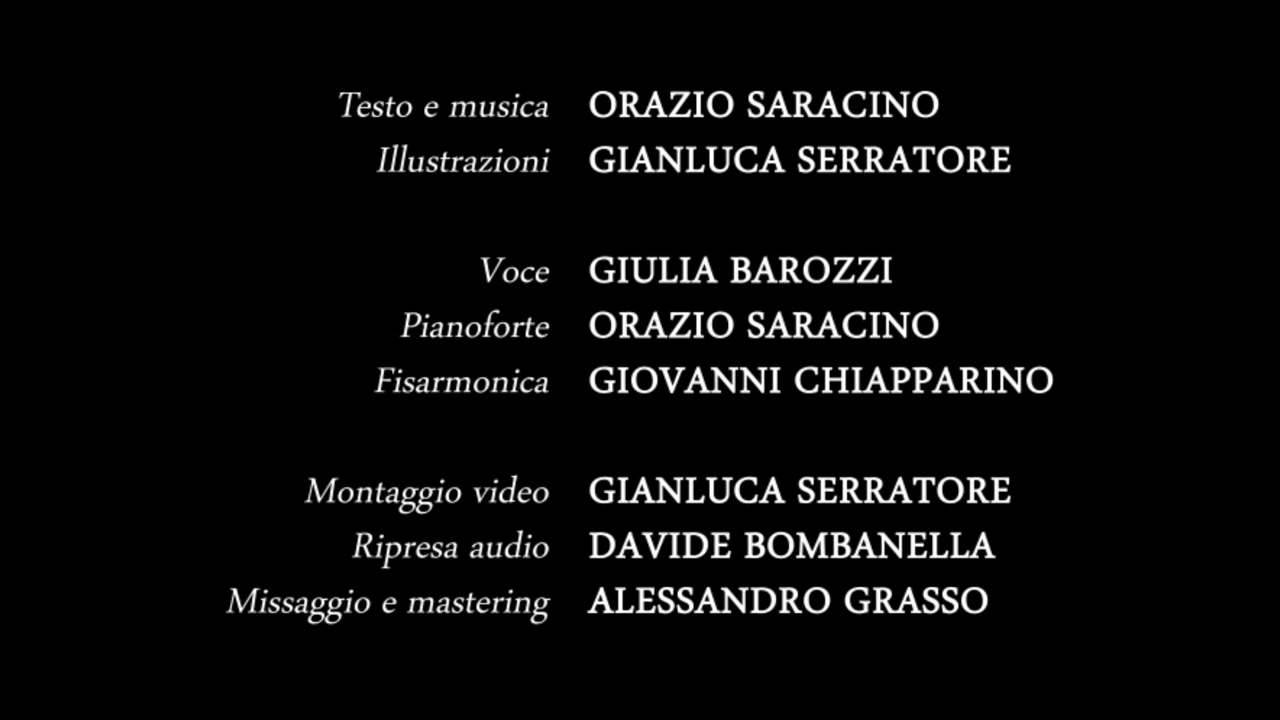 Testo e musica ORAZIO SARACINO
Illustrazioni GIANLUCA SERRATORE
Voce GIULIA BAROZZI
Pianoforte ORAZIO SARACINO
Fisarmonica GIOVANNI CHIAPPARINO
Montaggio video GIANLUCA SERRATORE
Ripresa audio DAVIDE BOMBANELLA
Missaggio e mastering ALESSANDRO GRASSO